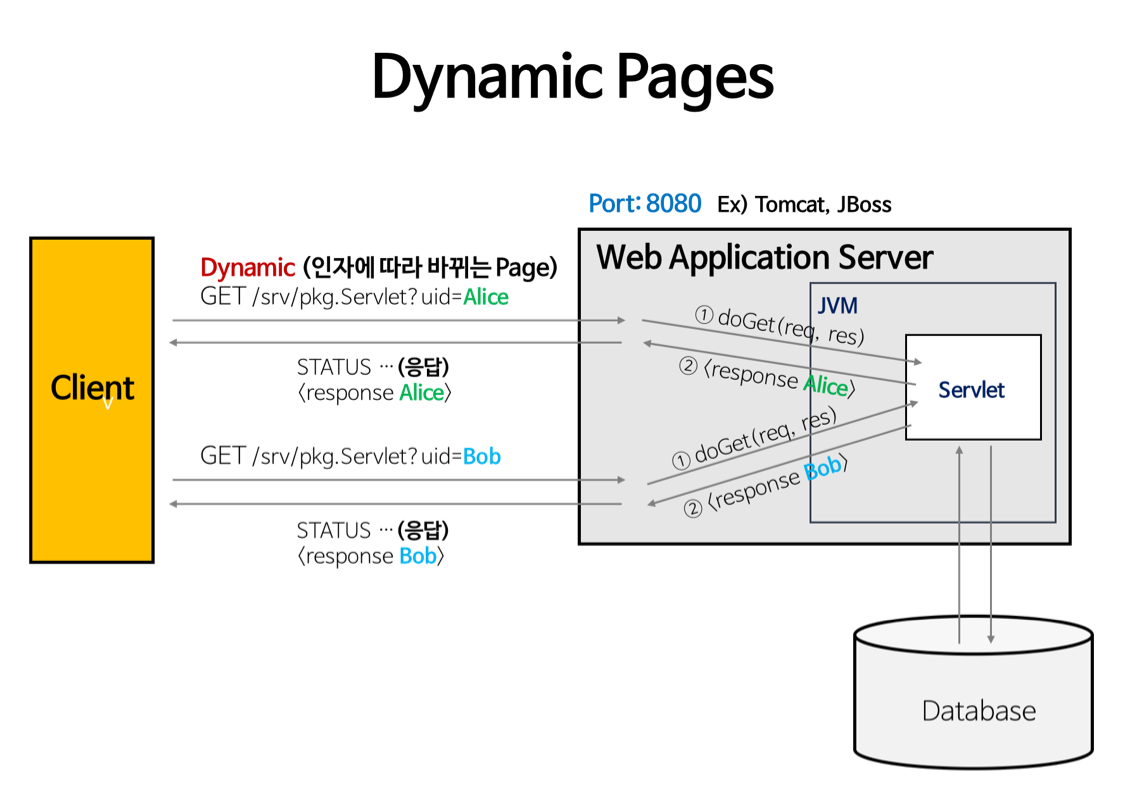 Dynamic Pages
Port: 8080 Ex) Tomcat, JBoss
Web Application Server
Dynamic (인자에 따라 바뀌는 Page)
GET /srv/pkg.Servlet? uid=Alice
STATUS … (응답)
〈response Alice〉
GET /srv/pkg.Servlet? uid=Bob
STATUS … (응답)
〈response Bob〉
Client
v
JVM
① doGet(req, res)
② 〈response Alice〉
① doGet(req, res)
② 〈response Bob〉
Servlet
Database